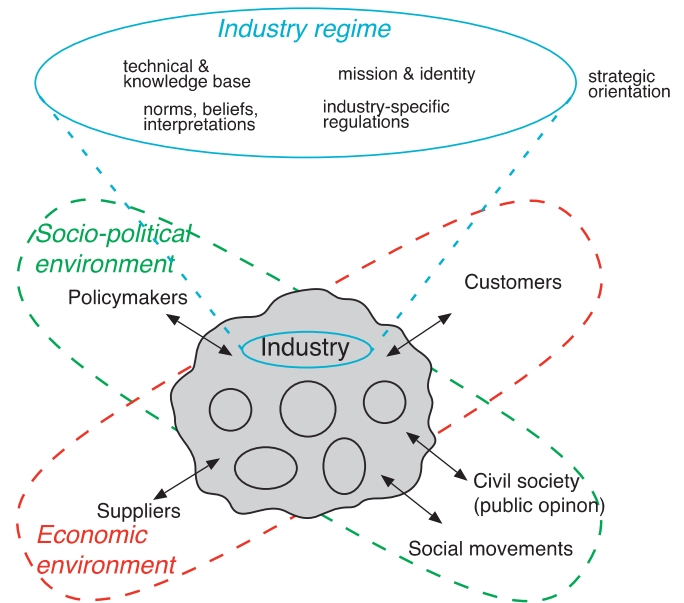 Industry regime
technical &
knowledge base
mission & identity
strategic
orientation
norms, beliefs,
interpretations
industry-specific
regulations
Socio-political
environment
Policymakers
Customers
Industry
Civil society
(public opinon)
Suppliers
Economic
environment
Social movements